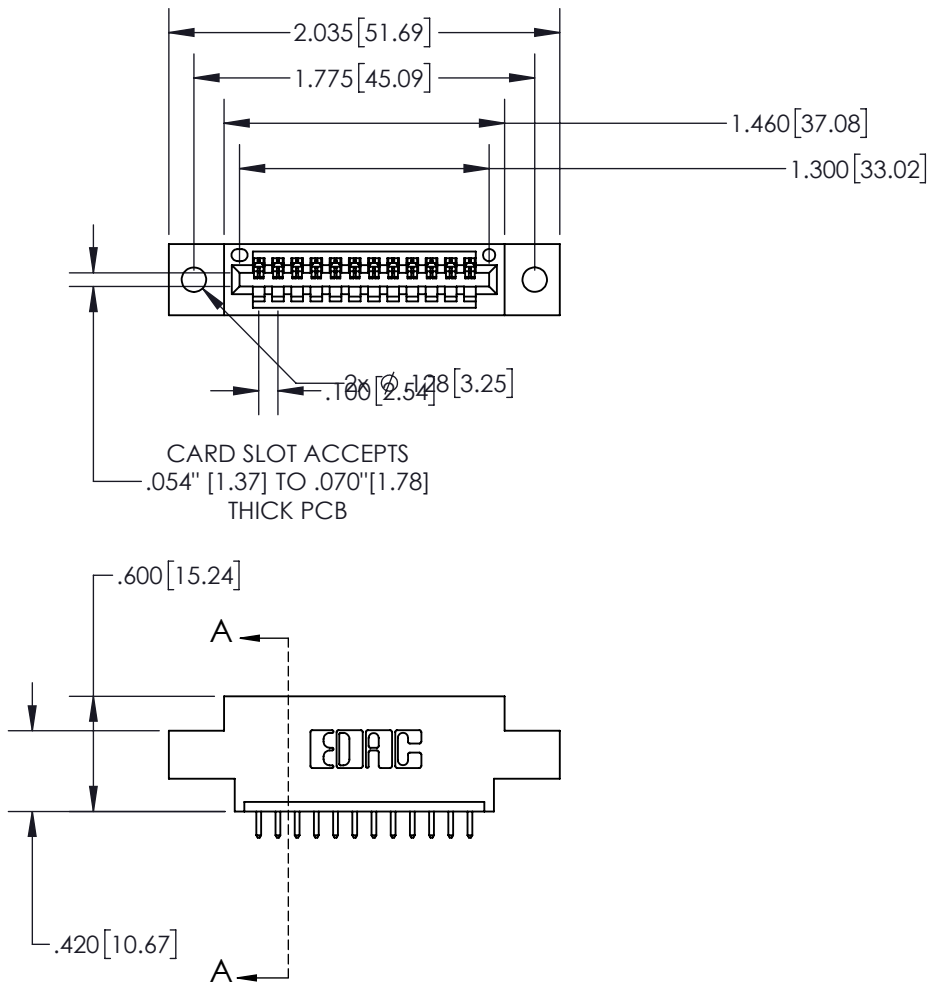 2.035[51.69]
1.775[45.09]
1.460[37.08]
1.300[33.02]
2x Ø .128[3.25]
.100[2.54]
CARD SLOT ACCEPTS
.054" [1.37] TO .070"[1.78]
THICK PCB
.600[15.24]
A
EDAC
.420[10.67]
A